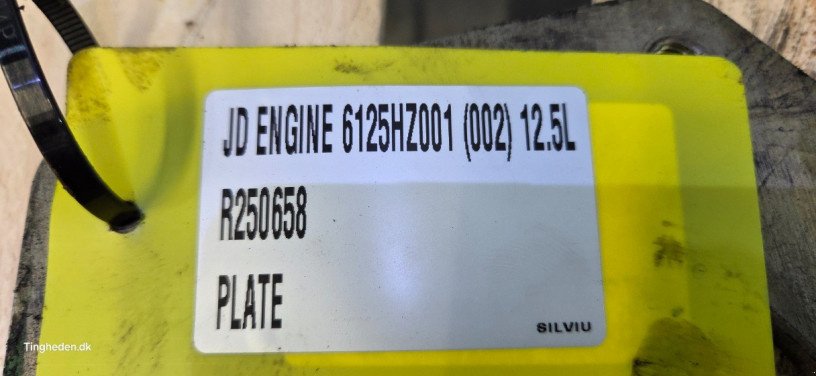 JD ENGINE 6125HZ001 (002) 12.5L
R250658
PLATE
SILVIU
Tingheden.dk